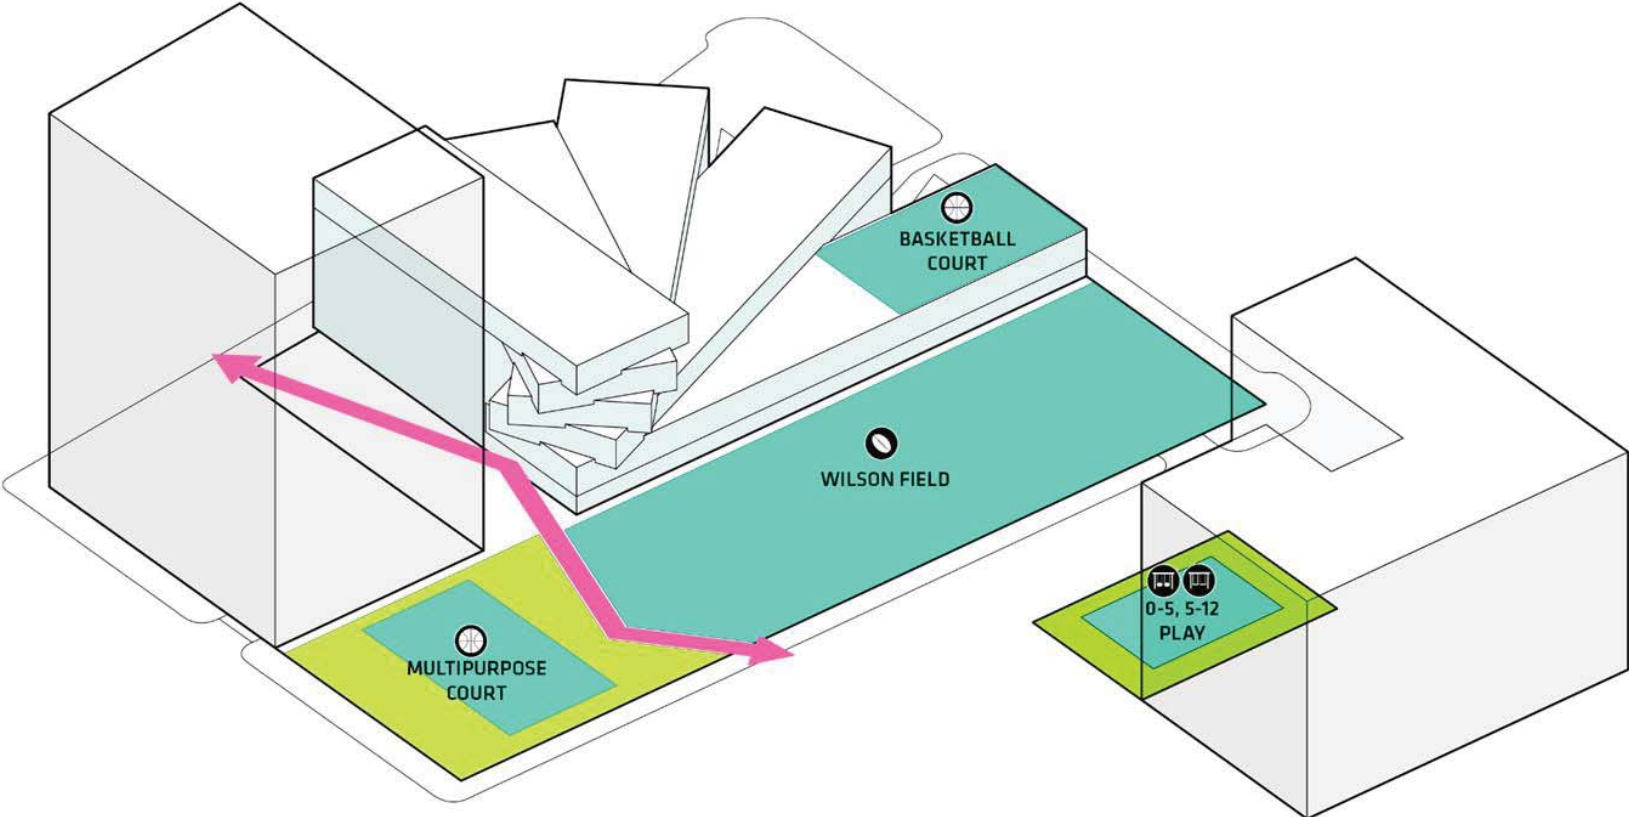 BASKETBALL
COURT
WILSON FIELD
0-5, 5-12
PLAY
MULTIPURPOSE
COURT